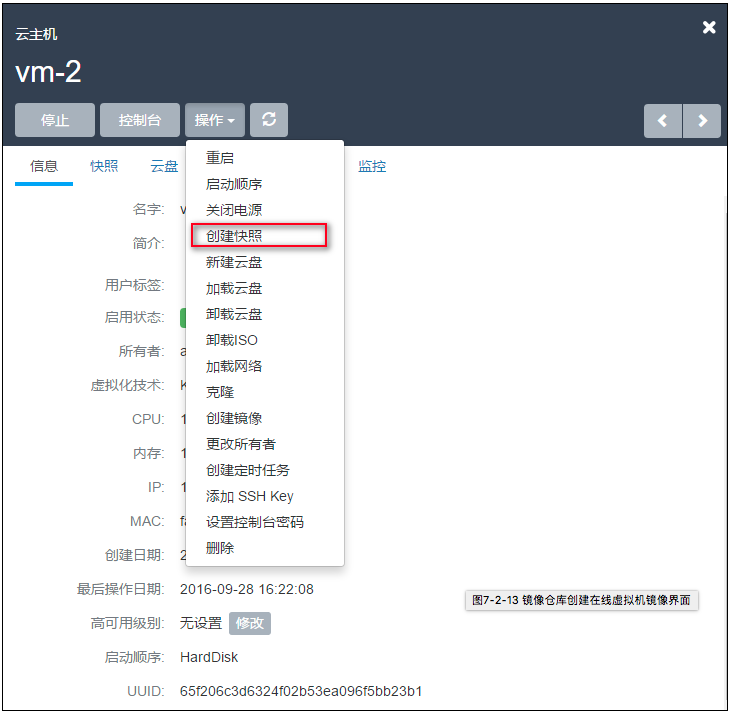 云主机
vm-2
停止 控制台 操作
信息 快照 云盘 监控
重启
启动顺序
关闭电源
创建快照
新建云盘
加载云盘
卸载云盘
卸载ISO
加载网络
克隆
创建镜像
更改所有者
创建定时任务
添加 SSH Key
设置控制台密码
删除
名字: v
简介:
用户标签:
启用状态:
所有者: a
虚拟化技术: K
CPU: 1
内存: 1
IP: 1
MAC: fa
创建日期: 2
最后操作日期: 2016-09-28 16:22:08
图7-2-13 镜像仓库创建在线虚拟机镜像界面
高可用级别: 无设置 修改
启动顺序: HardDisk
UUID: 65f206c3d6324f02b53ea096f5bb23b1